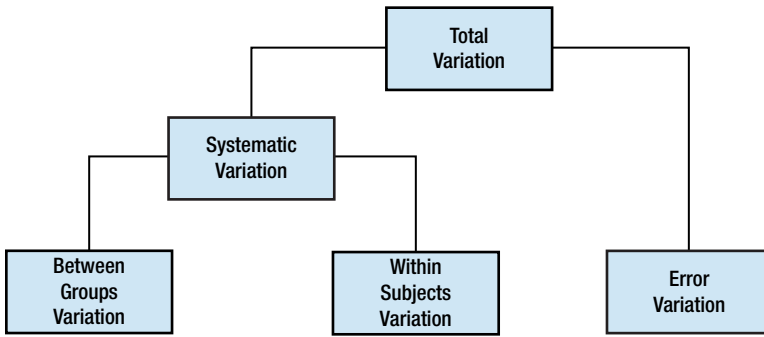 Total
Variation
Systematic
Variation
Between
Groups
Variation
Within
Subjects
Variation
Error
Variation